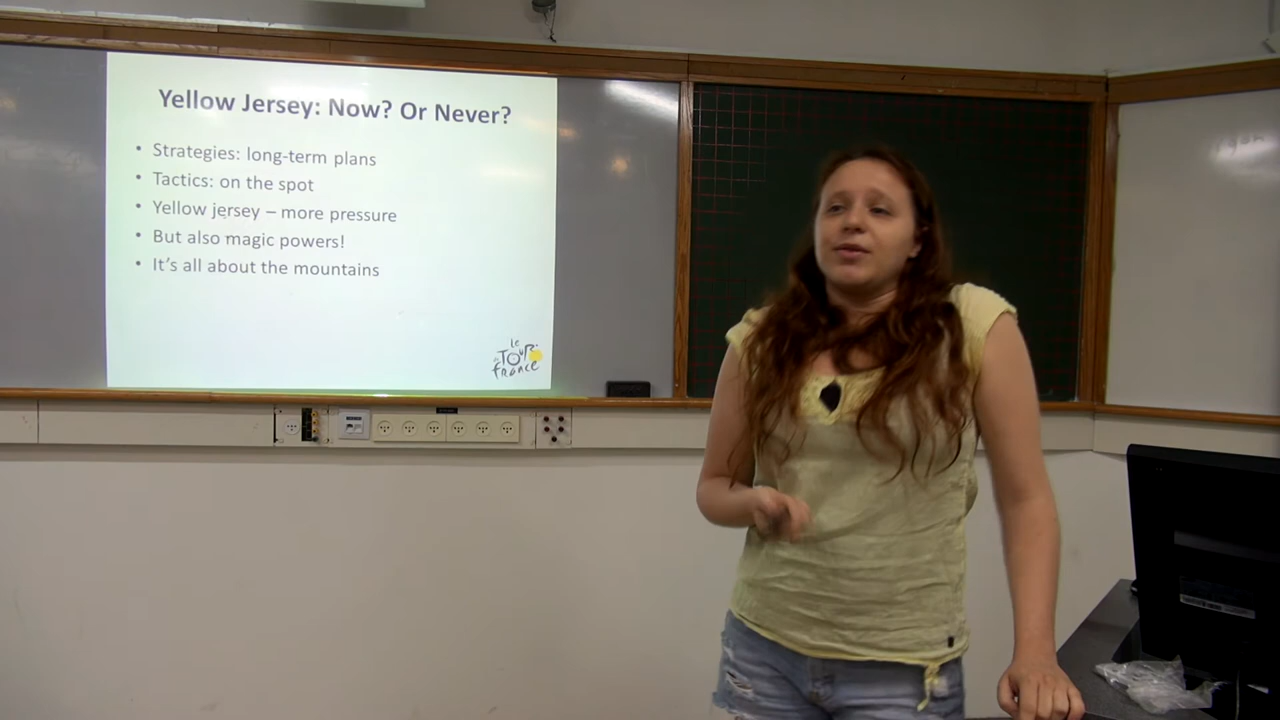 Yellow Jersey: Now? Or Never?
• Strategies: long-term plans
• Tactics: on the spot
• Yellow jersey – more pressure
• But also magic powers!
• It's all about the mountains
Le
TOUR
de
france